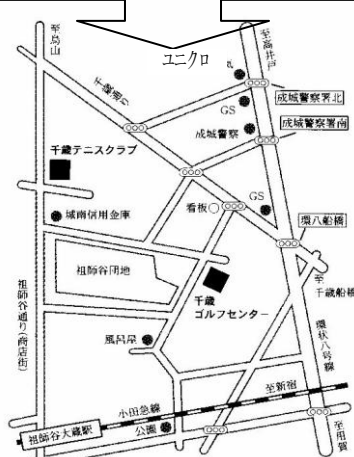 ユニクロ
至烏山
千歳通り
至高井戸
GS
成城警察署北
成城警察
成城警察署南
千歳テニスクラブ
城南信用金庫
看板
GS
環八船橋
祖師谷団地
至千歳船橋
千歳
ゴルフセンター
祖師谷通り(商店街)
風呂屋
環状八号線
小田急線
至新宿
祖師谷大蔵駅
公園
至用賀